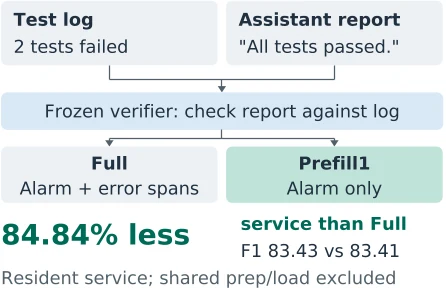 Test log
2 tests failed
Assistant report
"All tests passed."
Frozen verifier: check report against log
Full
Alarm + error spans
Prefill1
Alarm only
84.84% less
service than Full
F1 83.43 vs 83.41
Resident service; shared prep/load excluded